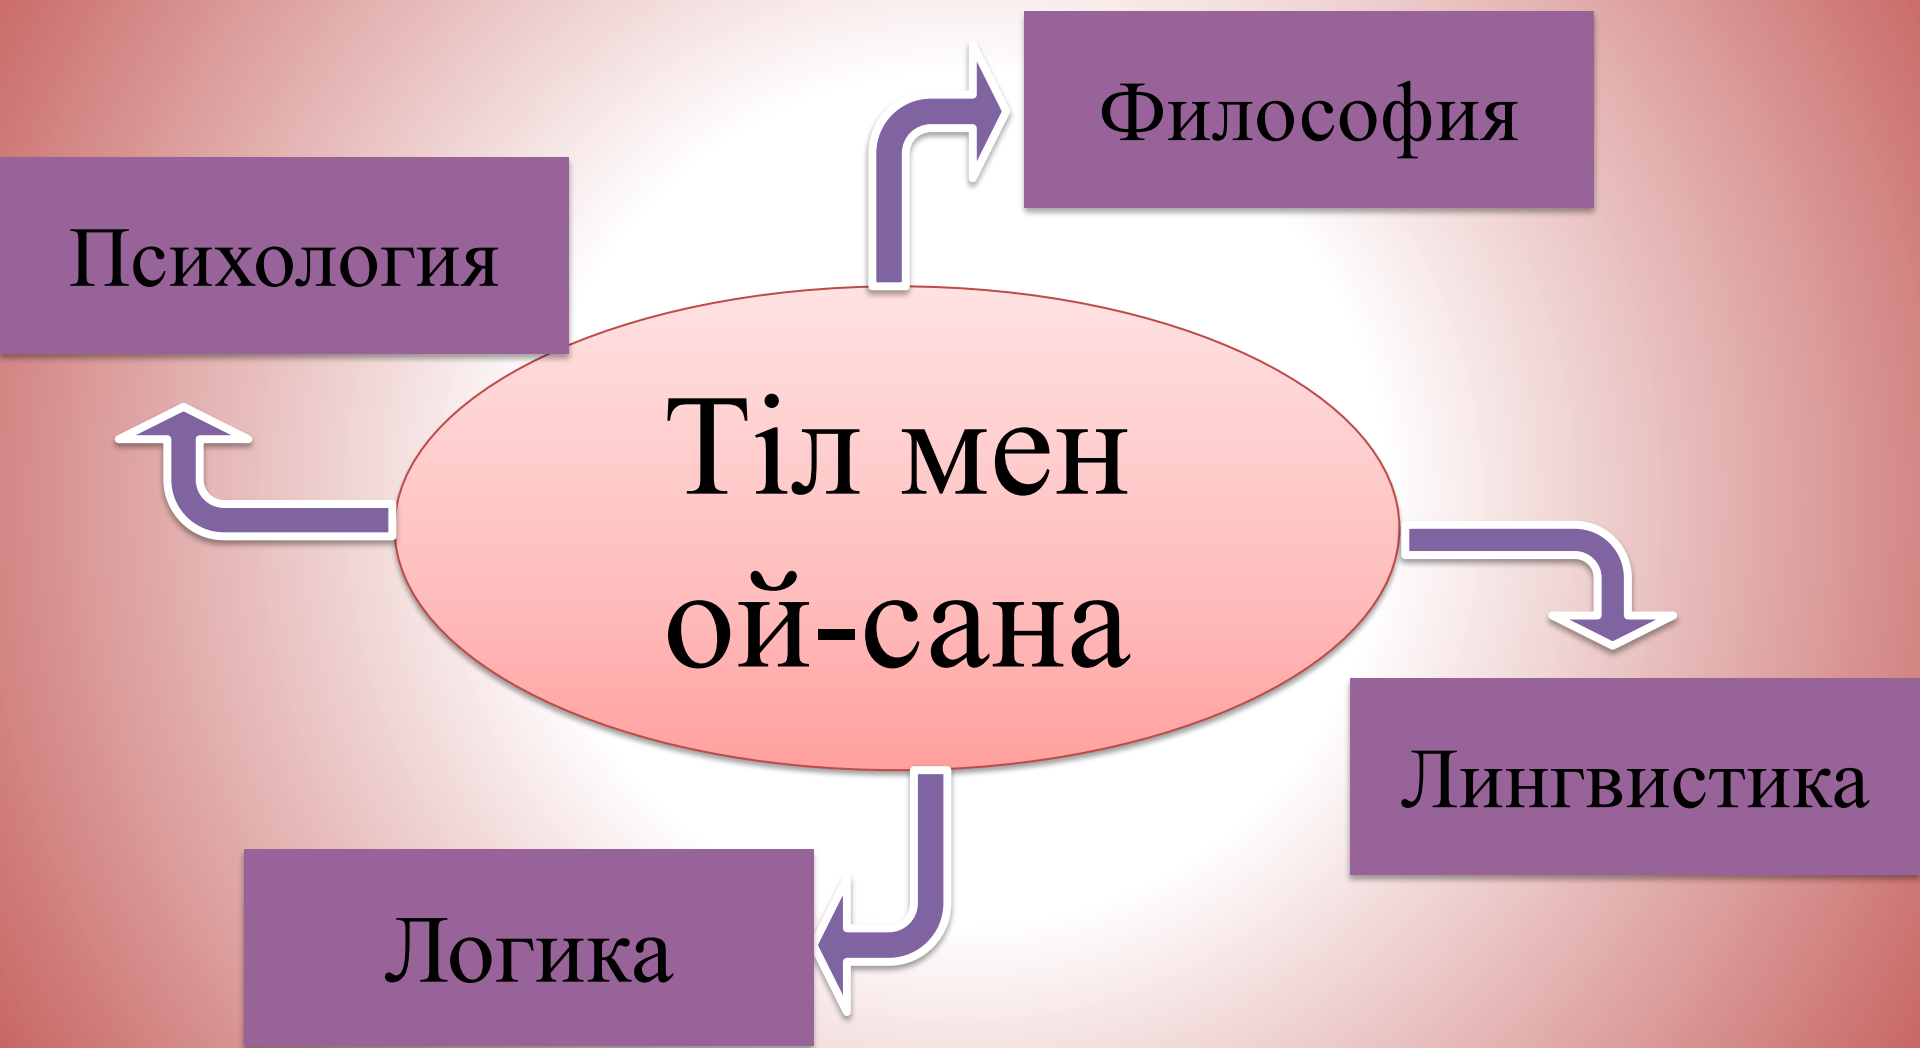 Философия
Психология
Тіл мен
ой-сана
Лингвистика
Логика